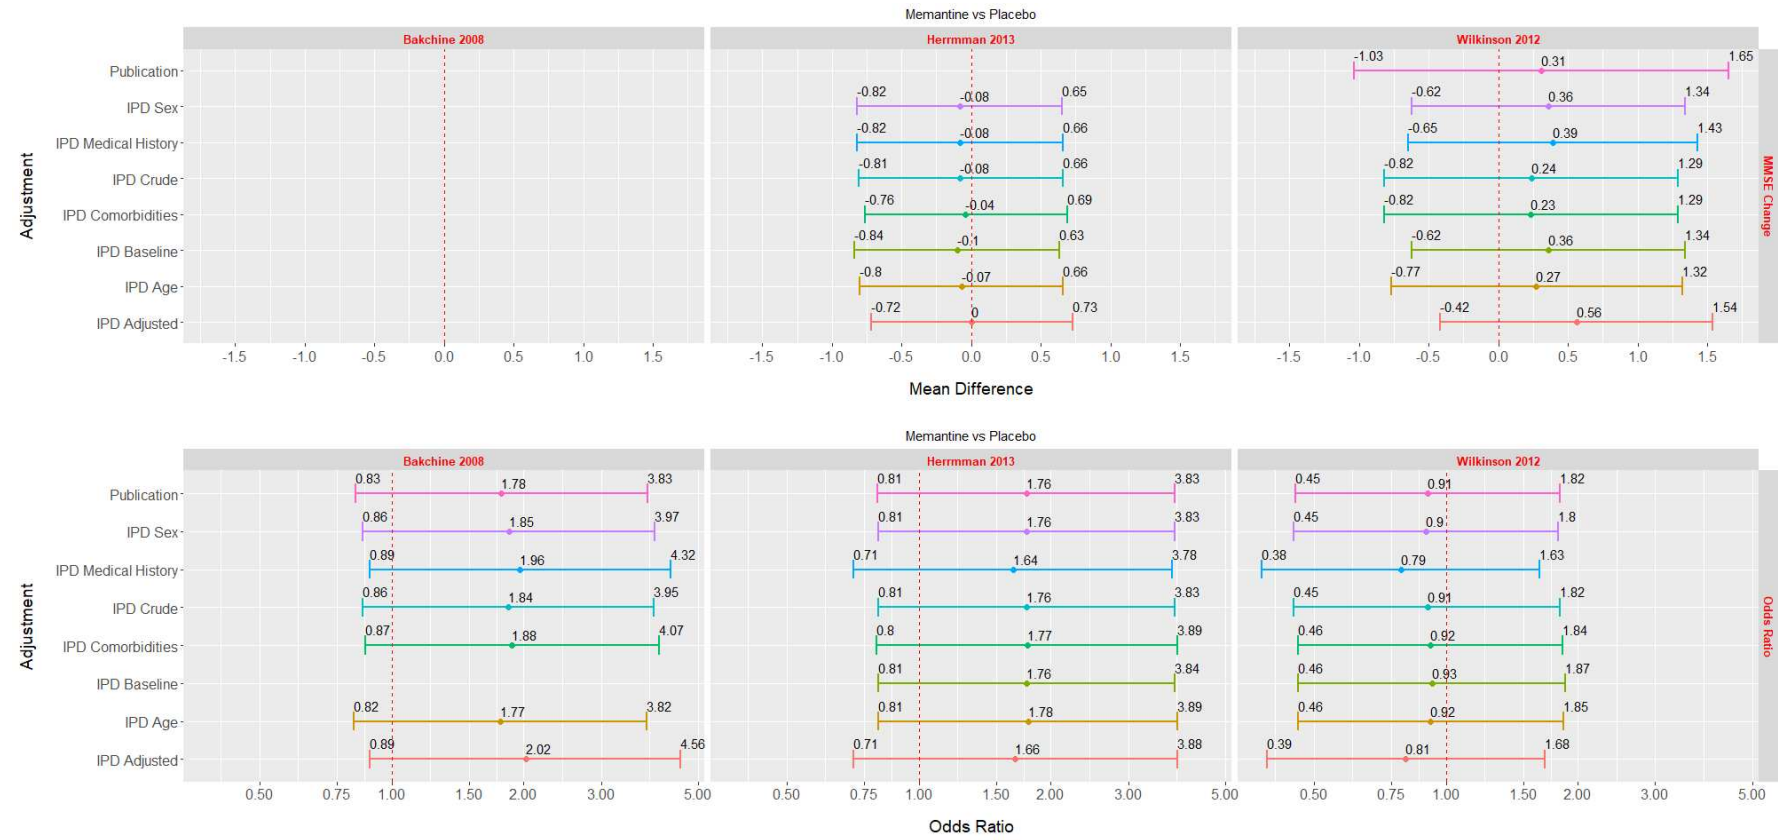 Memantine vs Placebo
Bakchine 2008 Herrmman 2013 Wilkinson 2012
Adjustment
MMSE Change
Publication -1.03 0.31 1.65
IPD Sex -0.82 -0.08 0.65 -0.62 0.36 1.34
IPD Medical History -0.82 -0.08 0.66 -0.65 0.39 1.43
IPD Crude -0.81 -0.08 0.66 -0.82 0.24 1.29
IPD Comorbidities -0.76 -0.04 0.69 -0.82 0.23 1.29
IPD Baseline -0.84 -0.1 0.63 -0.62 0.36 1.34
IPD Age -0.8 -0.07 0.66 -0.77 0.27 1.32
IPD Adjusted -0.72 0 0.73 -0.42 0.56 1.54
-1.5 -1.0 -0.5 0.0 0.5 1.0 1.5 -1.5 -1.0 -0.5 0.0 0.5 1.0 1.5 -1.5 -1.0 -0.5 0.0 0.5 1.0 1.5
Mean Difference
Memantine vs Placebo
Bakchine 2008 Herrmman 2013 Wilkinson 2012
Adjustment
Odds Ratio
Publication 0.83 1.78 3.83 0.81 1.76 3.83 0.45 0.91 1.82
IPD Sex 0.86 1.85 3.97 0.81 1.76 3.83 0.45 0.9 1.8
IPD Medical History 0.89 1.96 4.32 0.71 1.64 3.78 0.38 0.79 1.63
IPD Crude 0.86 1.84 3.95 0.81 1.76 3.83 0.45 0.91 1.82
IPD Comorbidities 0.87 1.88 4.07 0.8 1.77 3.89 0.46 0.92 1.84
IPD Baseline 0.81 1.76 3.84 0.46 0.93 1.87
IPD Age 0.82 1.77 3.82 0.81 1.78 3.89 0.46 0.92 1.85
IPD Adjusted 0.89 2.02 4.56 0.71 1.66 3.88 0.39 0.81 1.68
0.50 0.75 1.00 1.50 2.00 3.00 5.00 0.75 1.00 1.50 2.00 3.00 5.00 0.50 0.75 1.00 1.50 2.00 3.00 5.00
Odds Ratio